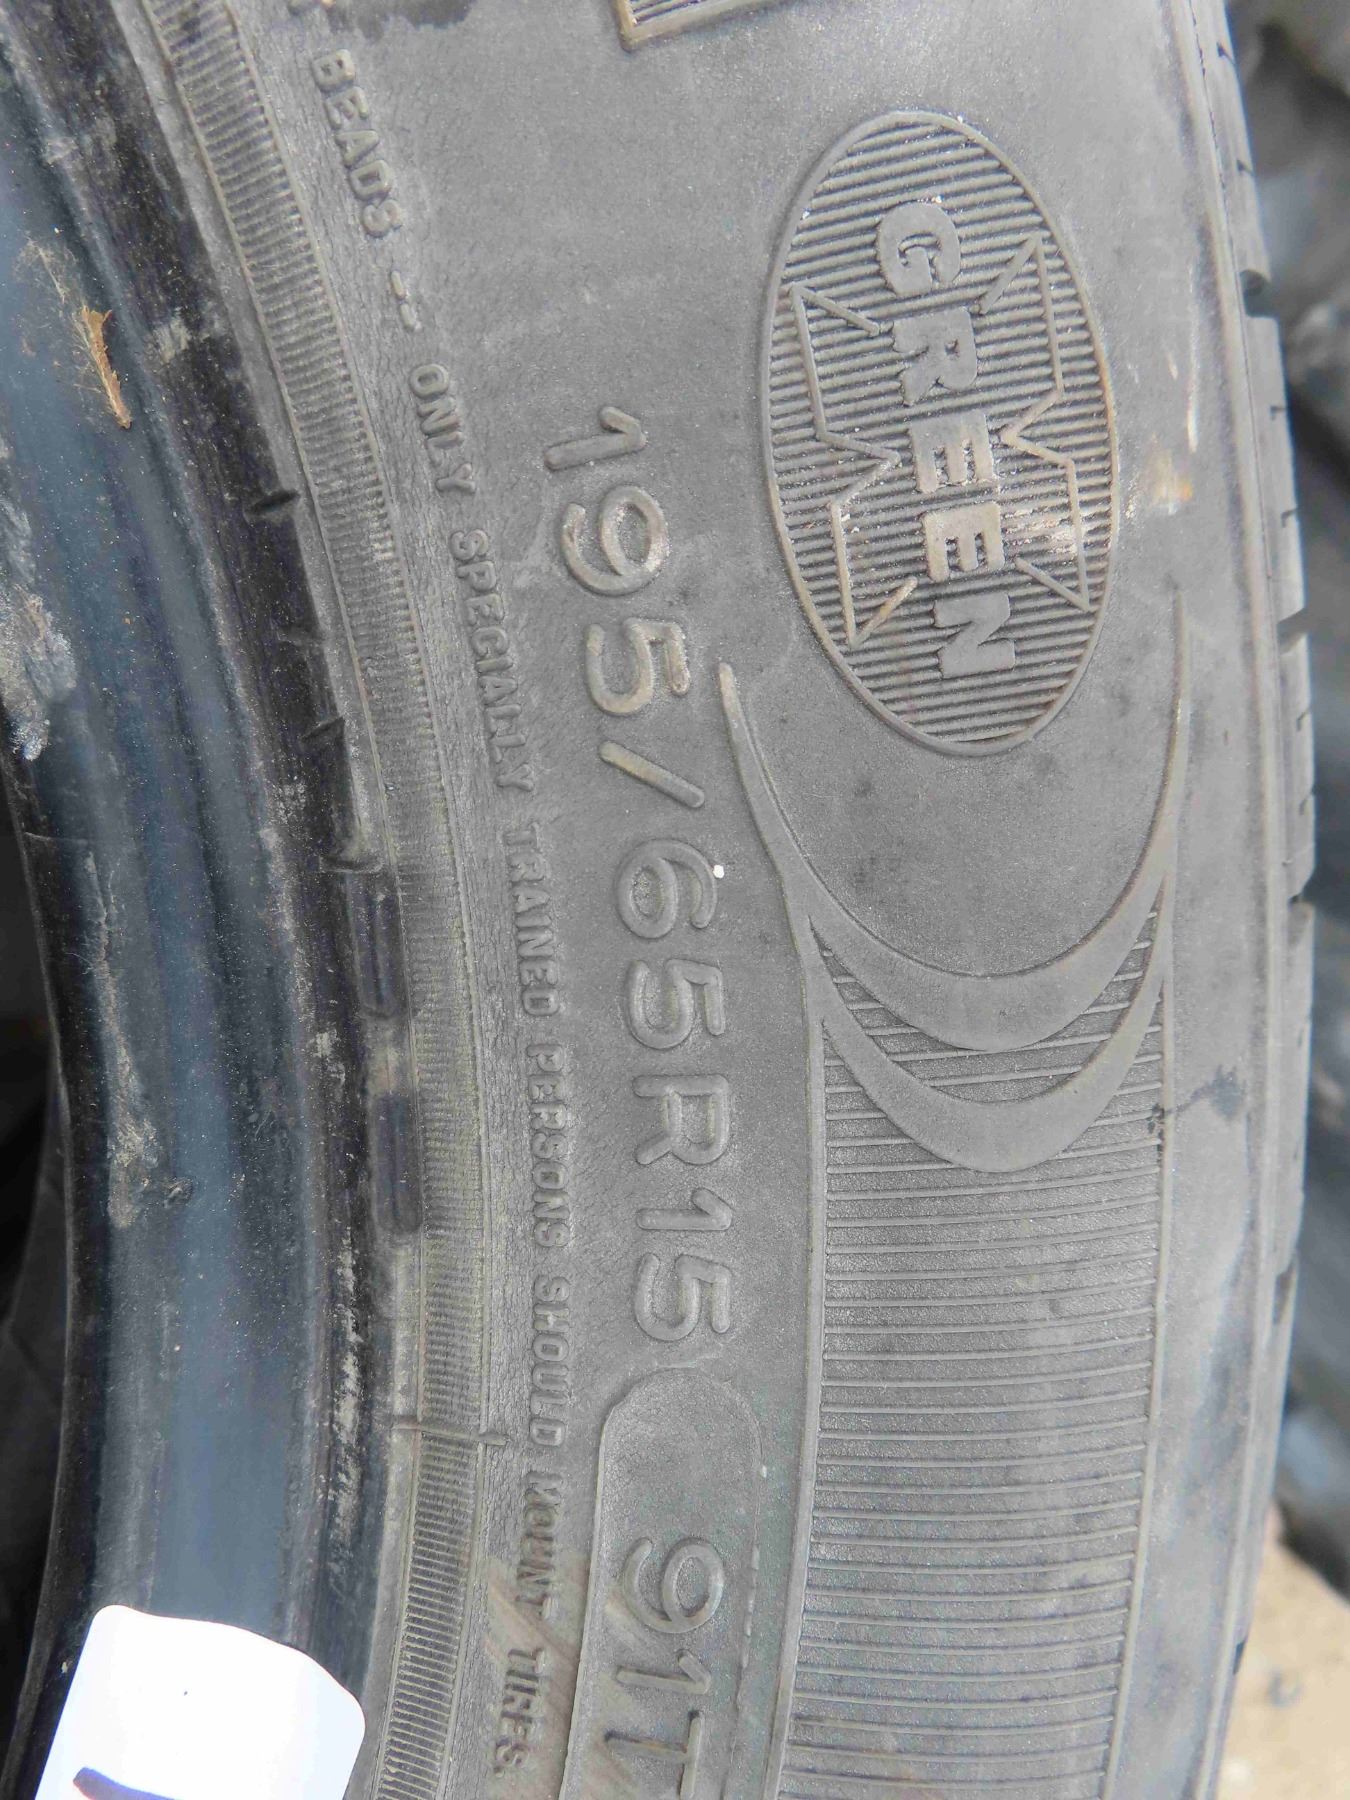 GREEN
195/65R15 91T
BEADS -- ONLY SPECIALLY TRAINED PERSONS SHOULD MOUNT TIRES.